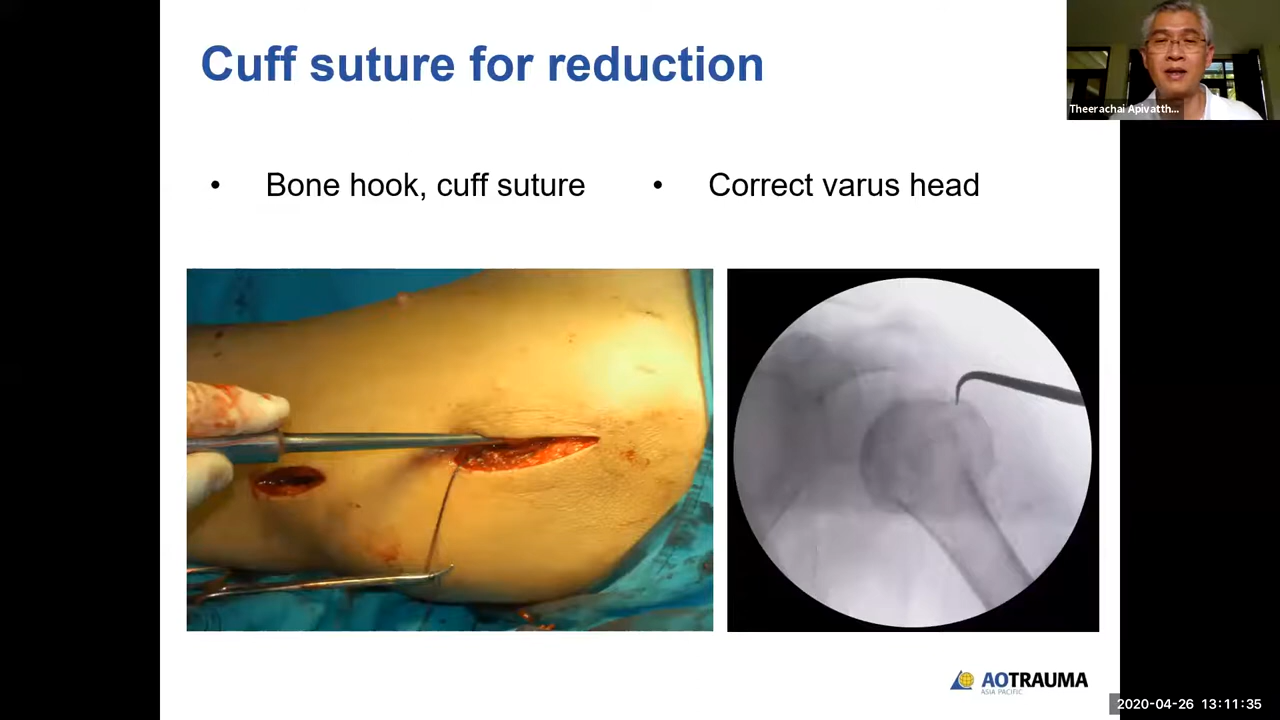 Cuff suture for reduction
Theerachai Apivatth...
• Bone hook, cuff suture
• Correct varus head
AOTRAUMA
ASIA PACIFIC
2020-04-26 13:11:35